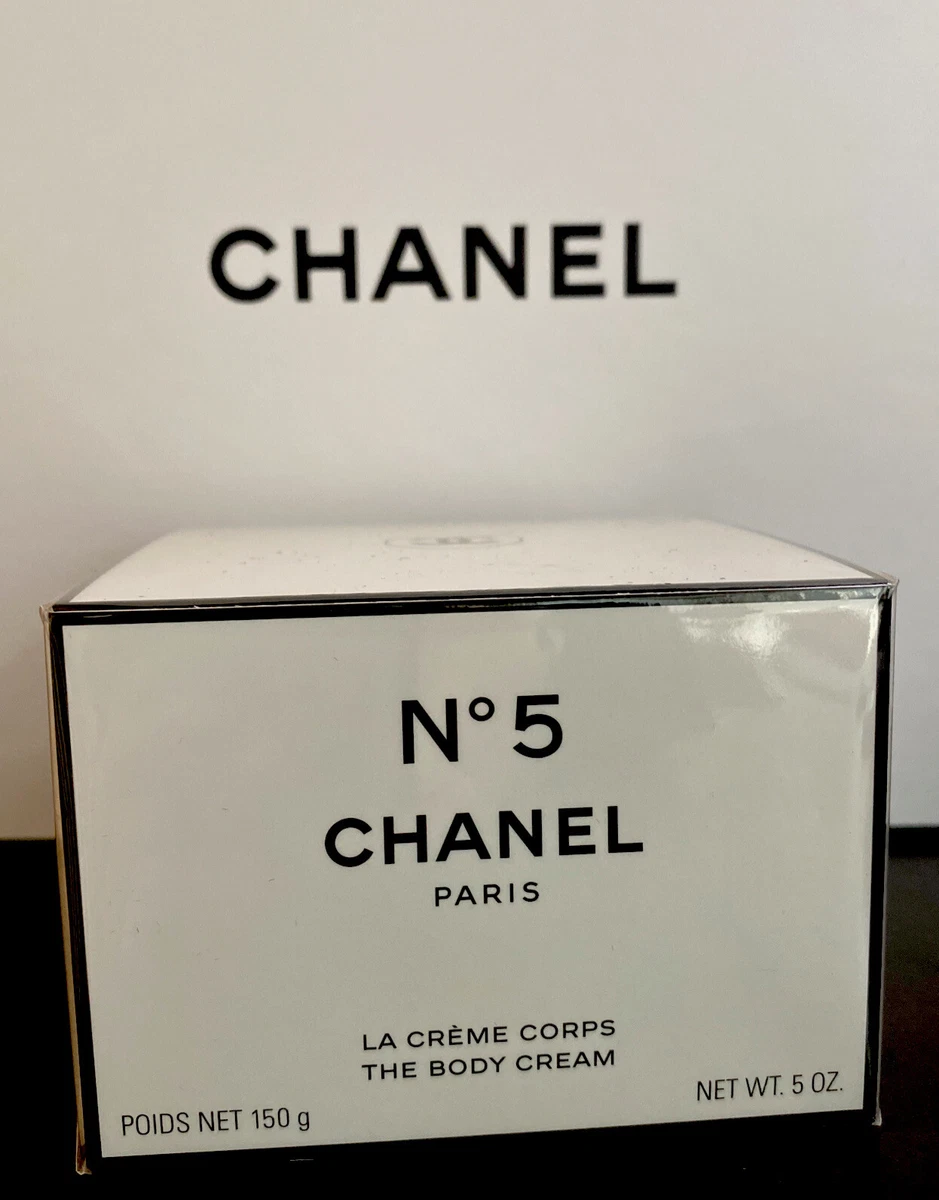 CHANEL
N°5
CHANEL
PARIS
LA CRÈME CORPS
THE BODY CREAM
POIDS NET 150 g
NET WT. 5 OZ.